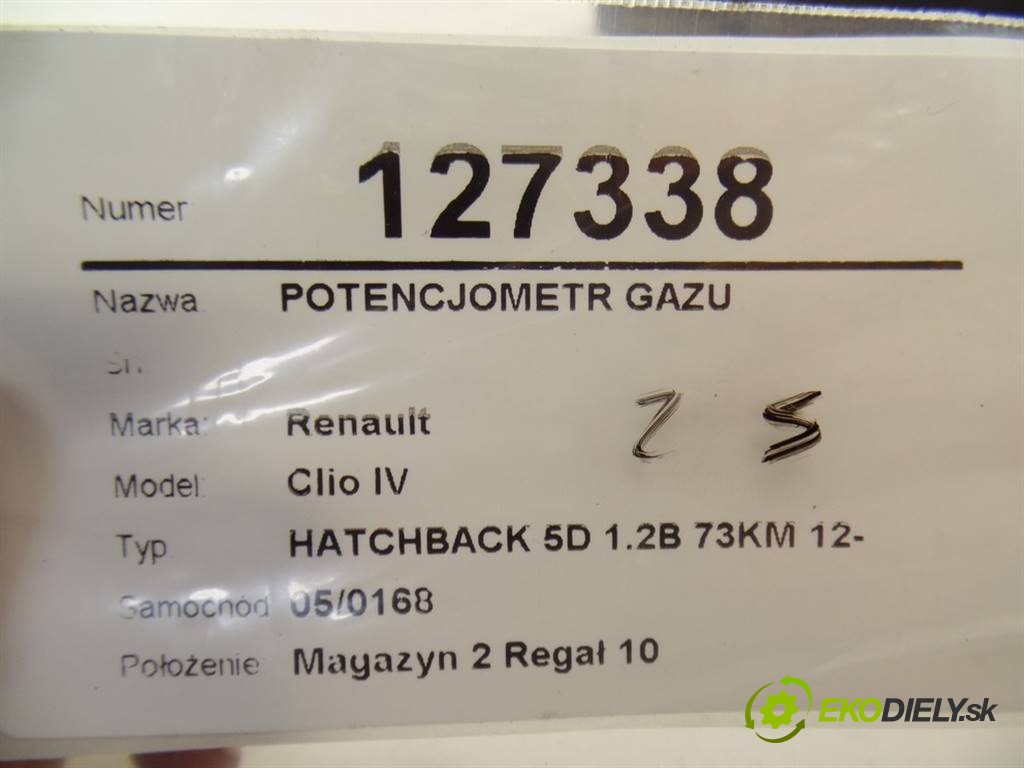 Numer 127338
Nazwa POTENCJOMETR GAZU
Marka: Renault
Model: Clio IV
Typ HATCHBACK 5D 1.2B 73KM 12-
Samochód 05/0168
Położenie Magazyn 2 Regał 10
EKODIELY.sk